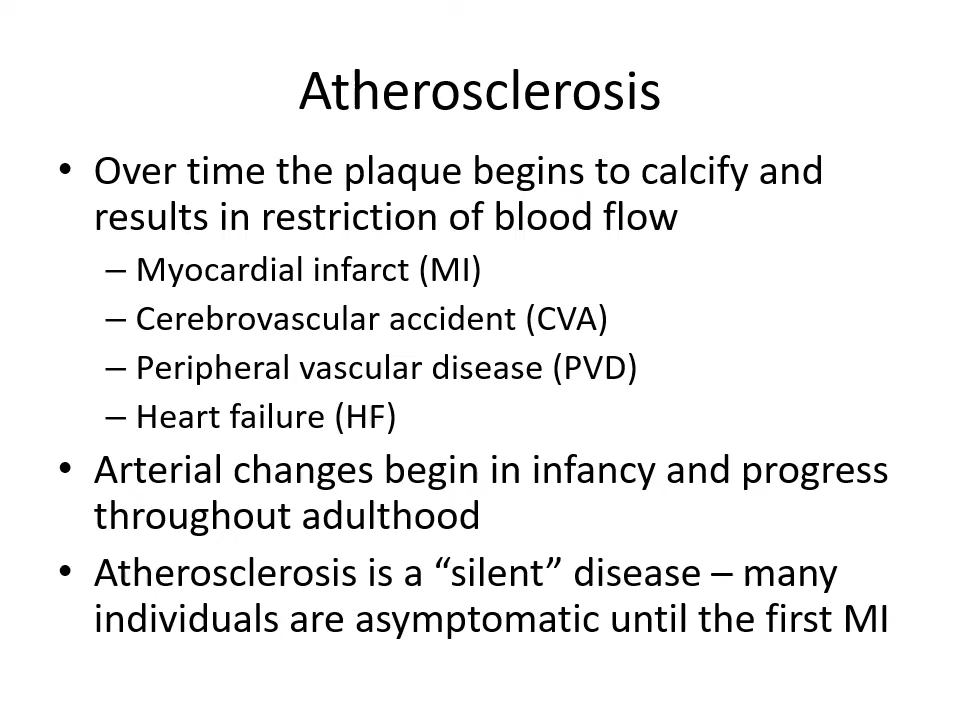 Atherosclerosis
• Over time the plaque begins to calcify and
results in restriction of blood flow
– Myocardial infarct (MI)
– Cerebrovascular accident (CVA)
– Peripheral vascular disease (PVD)
– Heart failure (HF)
• Arterial changes begin in infancy and progress
throughout adulthood
• Atherosclerosis is a “silent” disease – many
individuals are asymptomatic until the first MI